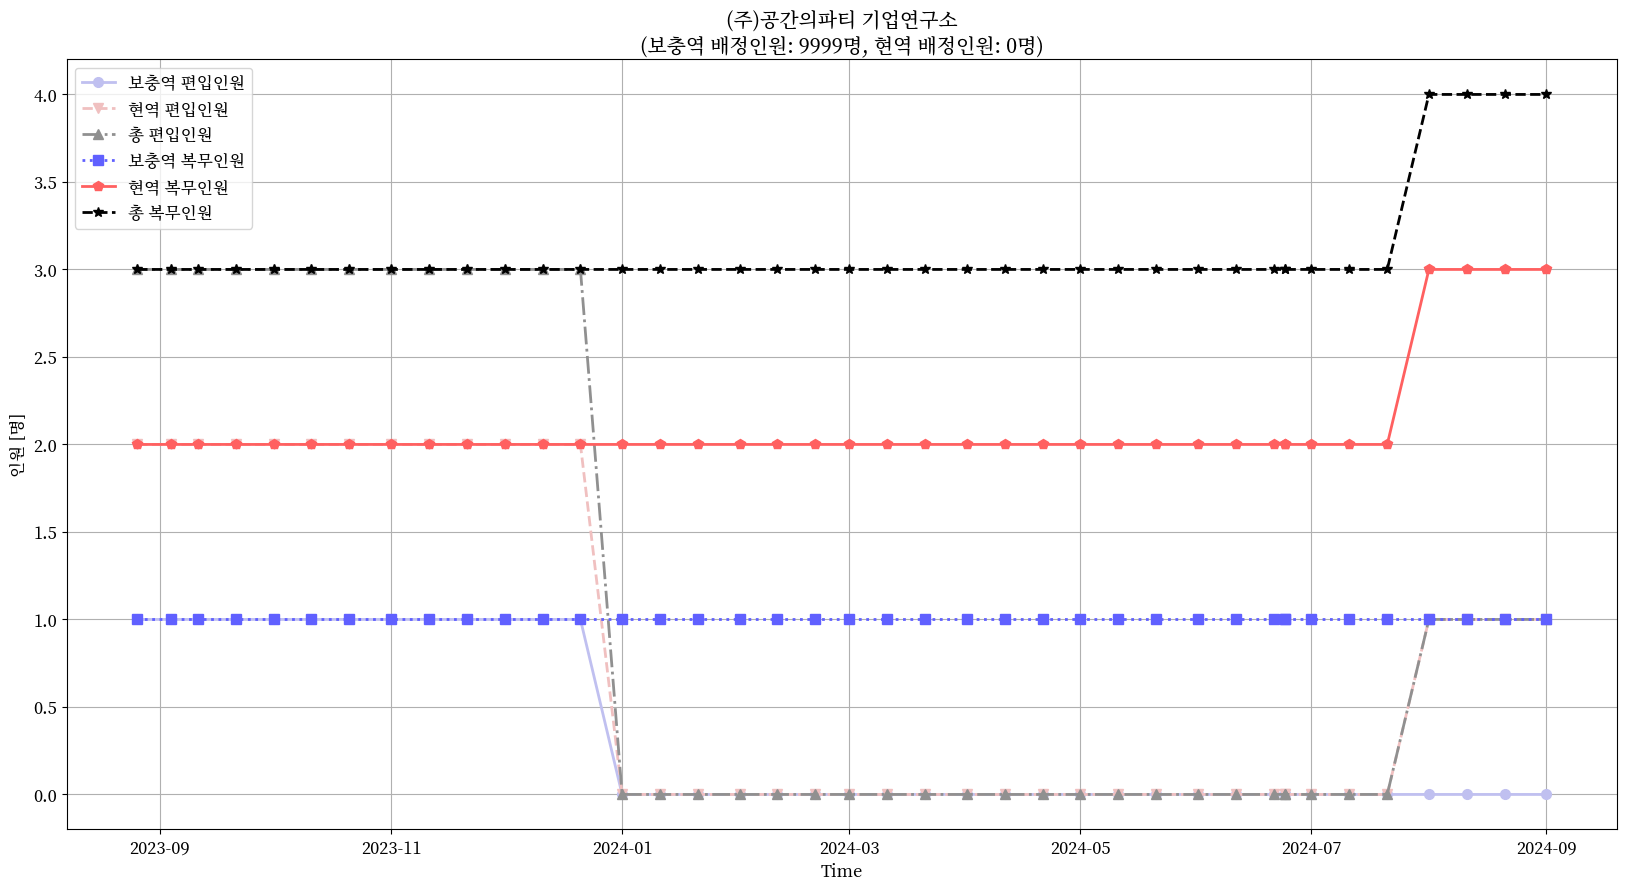 (주)공간의파티 기업연구소
(보충역 배정인원: 9999명, 현역 배정인원: 0명)
보충역 편입인원
현역 편입인원
총 편입인원
보충역 복무인원
현역 복무인원
총 복무인원
4.0
3.5
3.0
2.5
2.0
1.5
1.0
0.5
0.0
인원 [명]
2023-09
2023-11
2024-01
2024-03
2024-05
2024-07
2024-09
Time